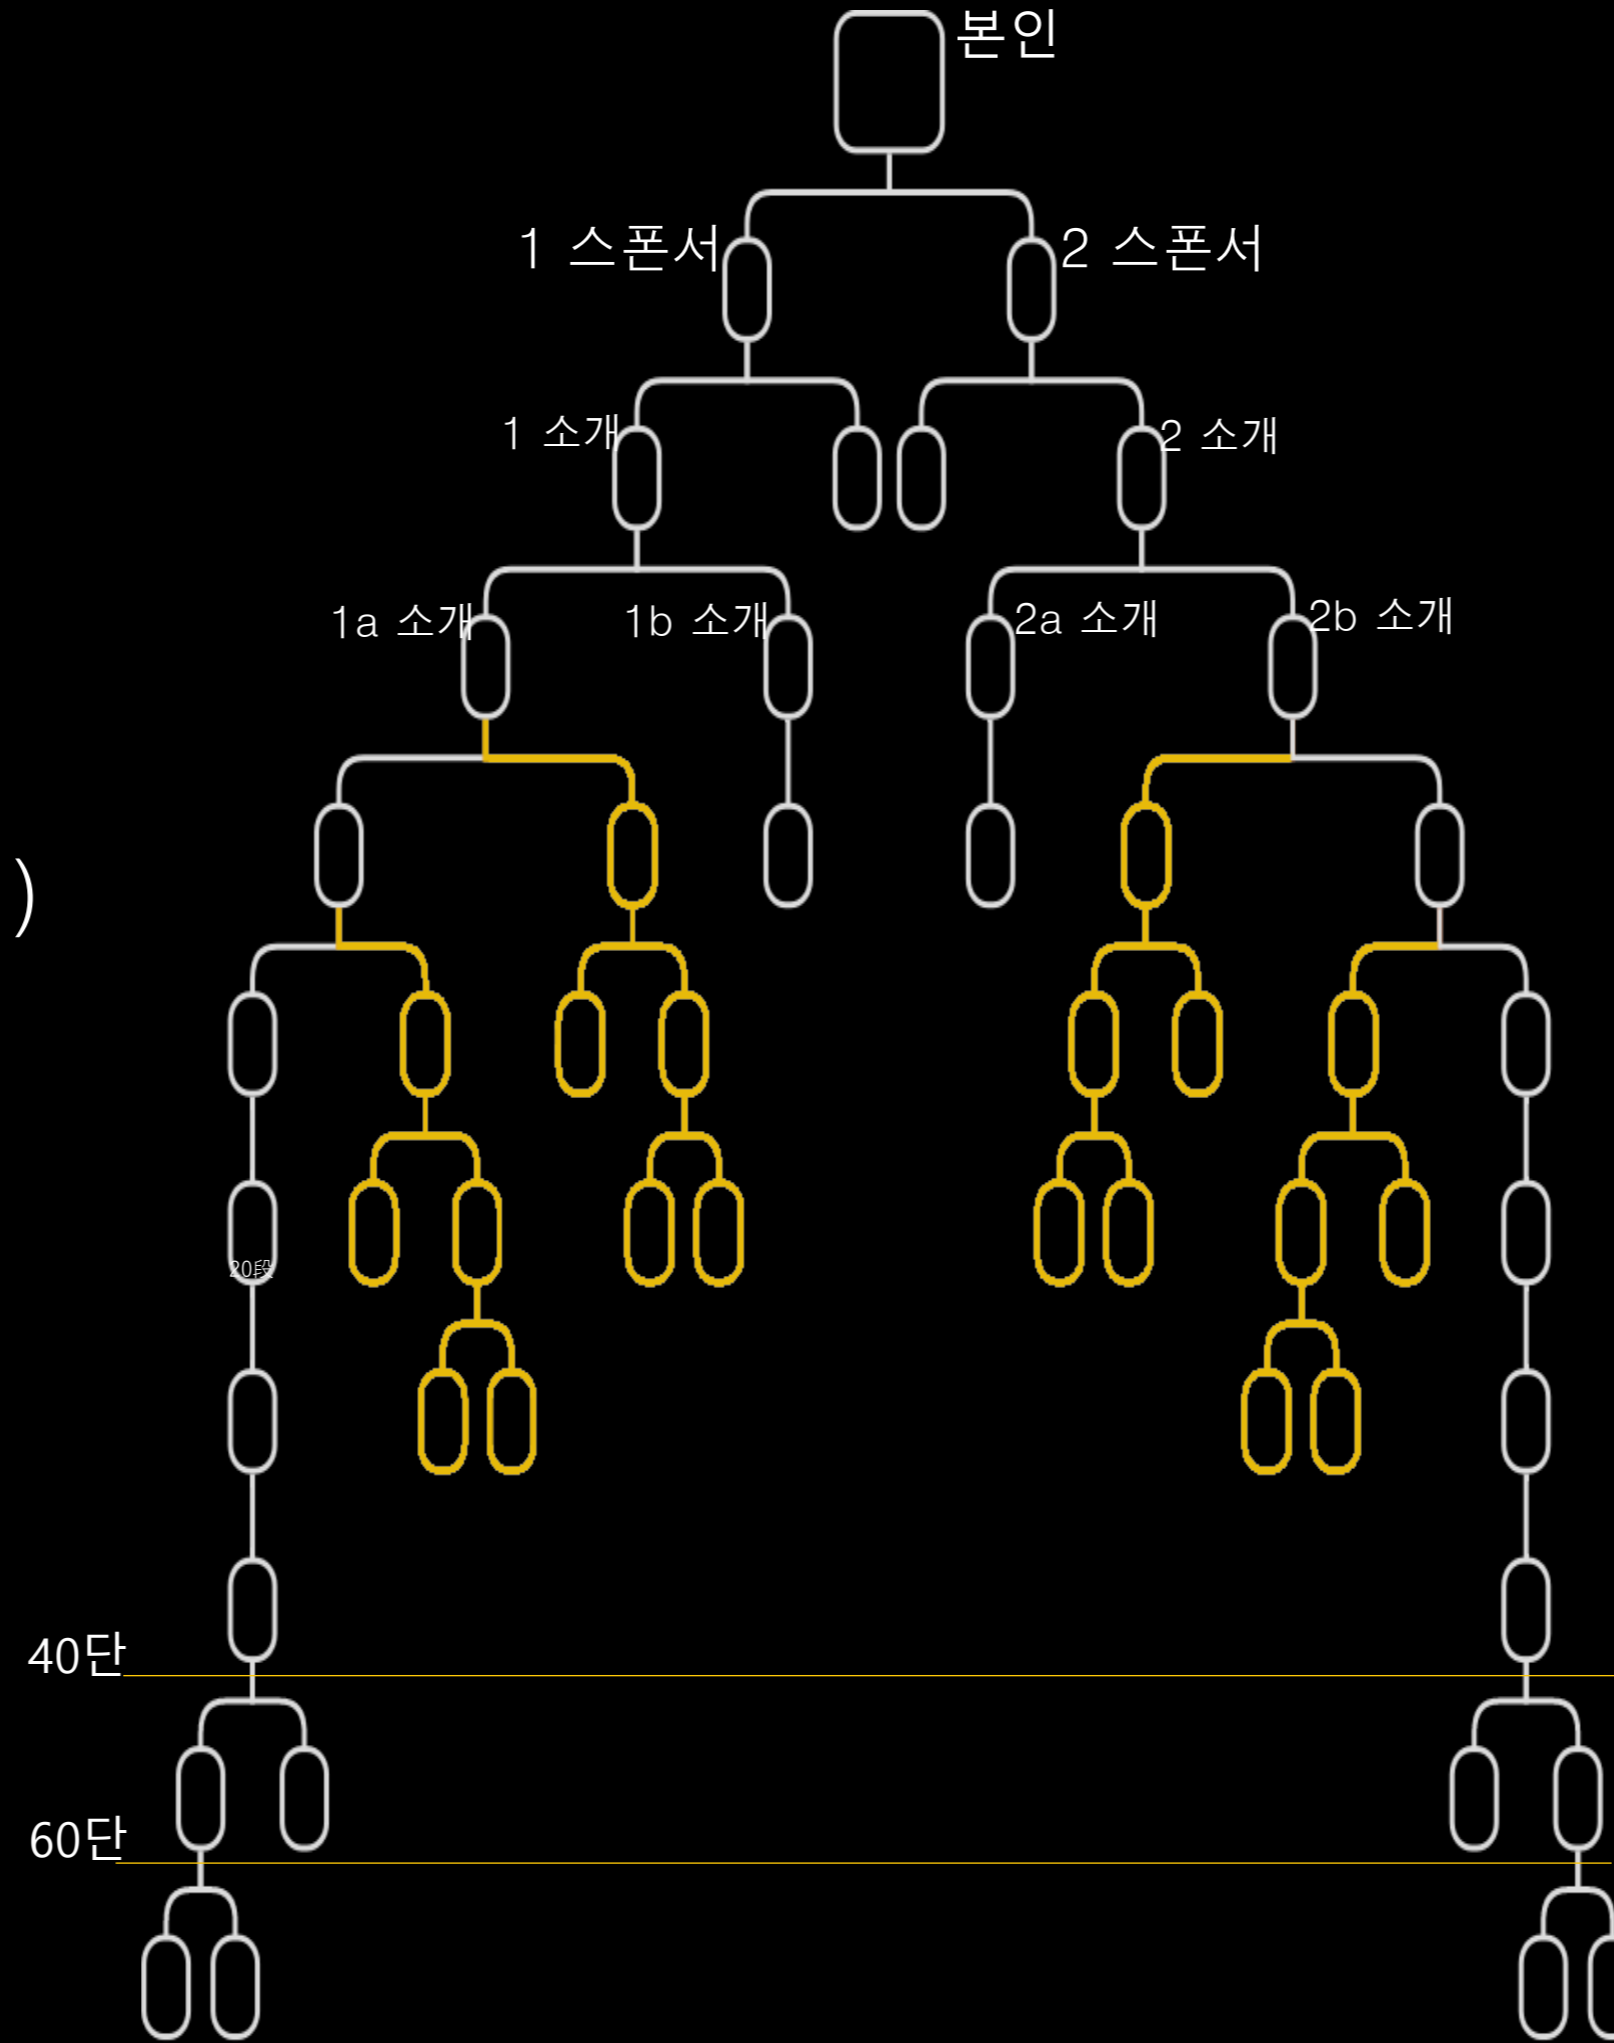 본인
1 스폰서
2 스폰서
1 소개
2 소개
1a 소개
1b 소개
2a 소개
2b 소개
)
20段
40단
60단